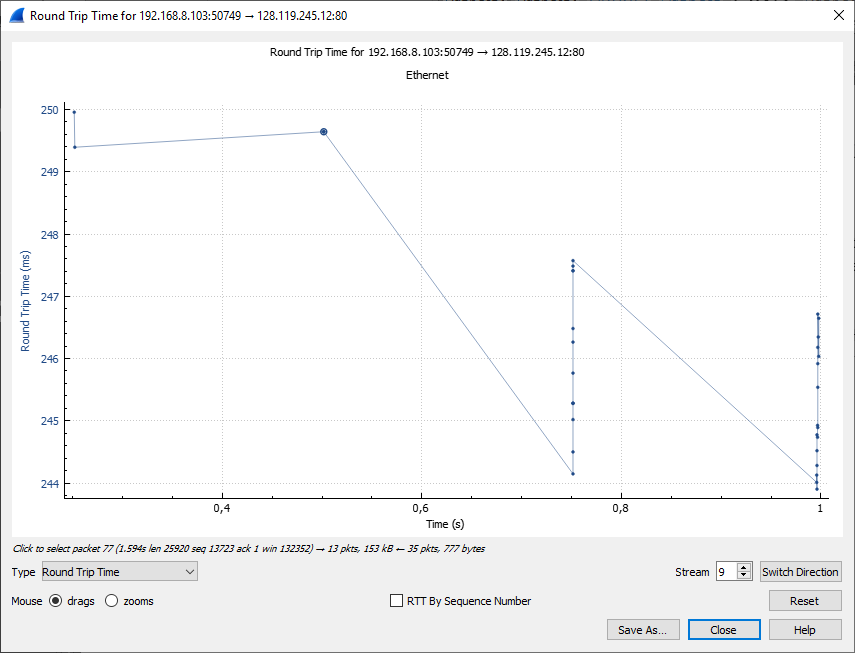 Round Trip Time for 192.168.8.103:50749 → 128.119.245.12:80
Round Trip Time for 192.168.8.103:50749 → 128.119.245.12:80
Ethernet
250
249
248
247
246
245
244
Round Trip Time (ms)
0,4 0,6 0,8 1
Time (s)
Click to select packet 77 (1.594s len 25920 seq 13723 ack 1 win 132352) → 13 pkts, 153 kB ← 35 pkts, 777 bytes
Type Round Trip Time Stream 9 Switch Direction
Mouse drags zooms RTT By Sequence Number Reset
Save As... Close Help